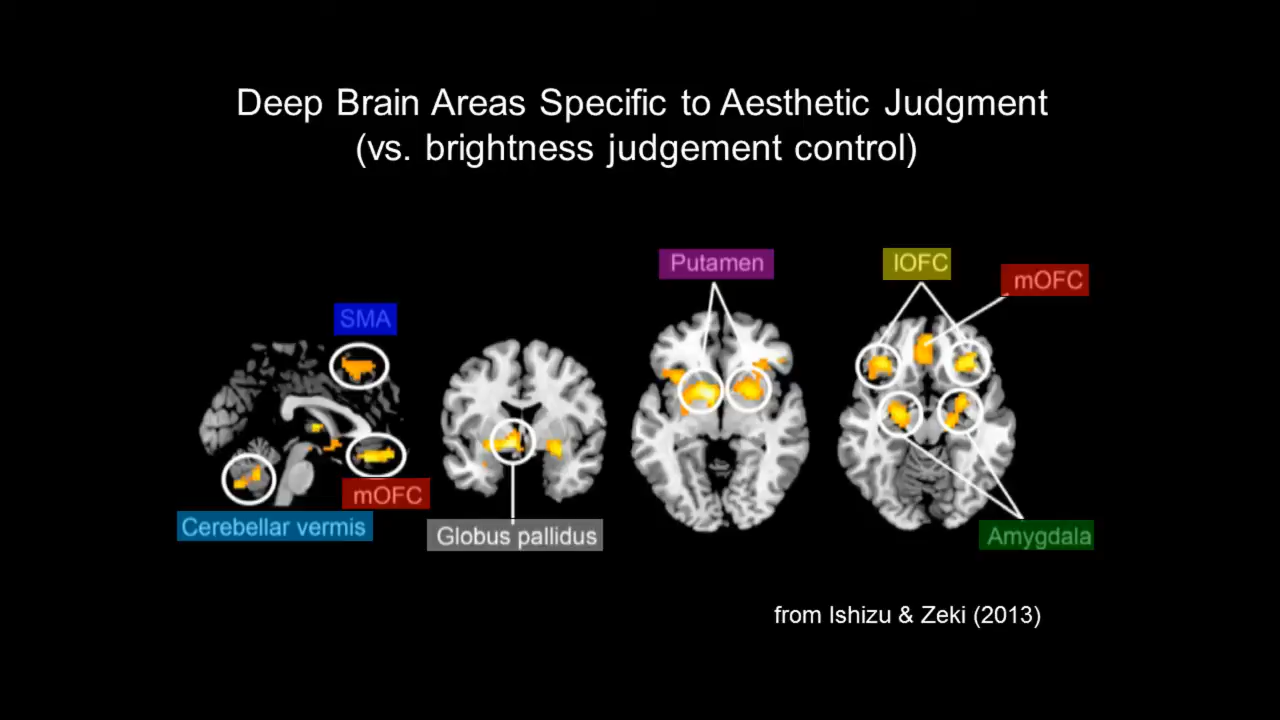 Deep Brain Areas Specific to Aesthetic Judgment
(vs. brightness judgement control)
Putamen
lOFC
mOFC
SMA
mOFC
Cerebellar vermis
Globus pallidus
Amygdala
from Ishizu & Zeki (2013)